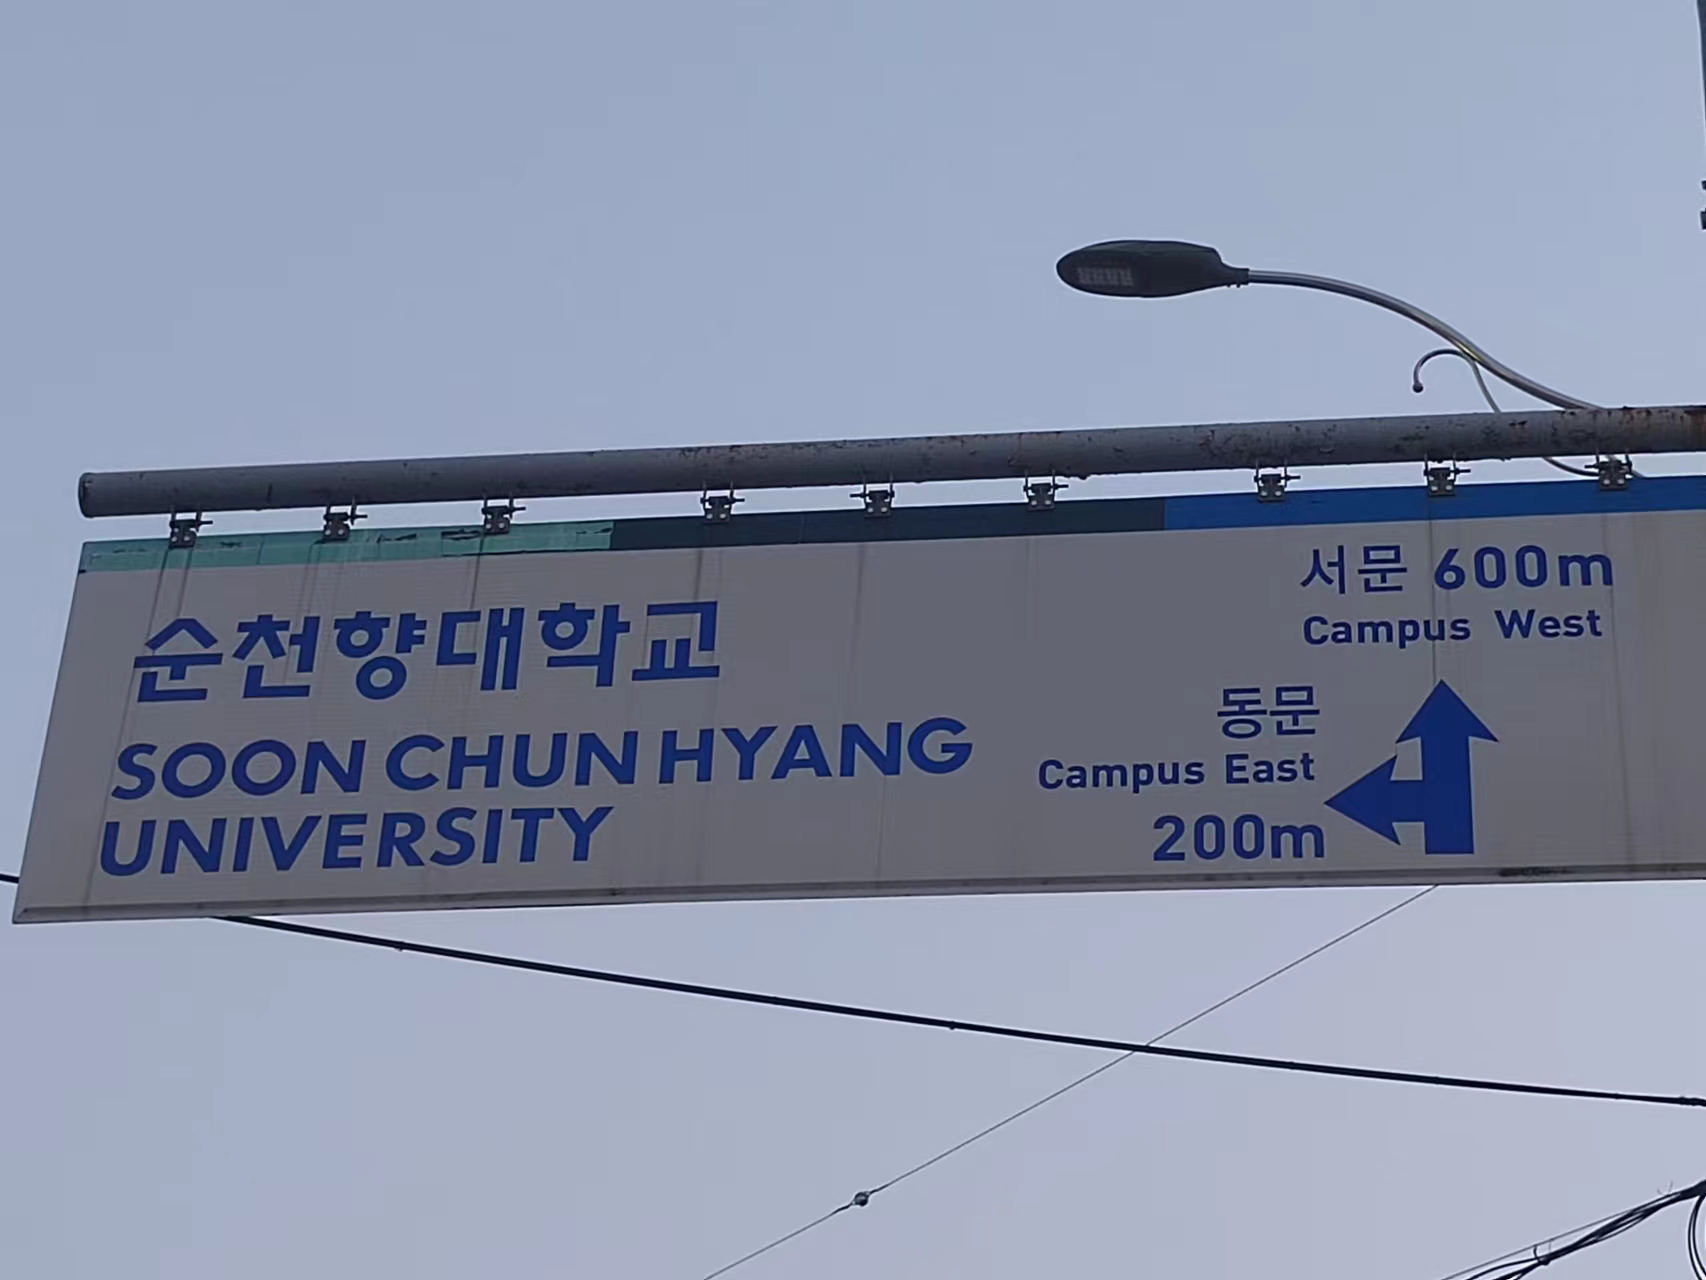 순천향대학교
SOON CHUN HYANG
UNIVERSITY
서문 600m
Campus West
동문
Campus East
200m